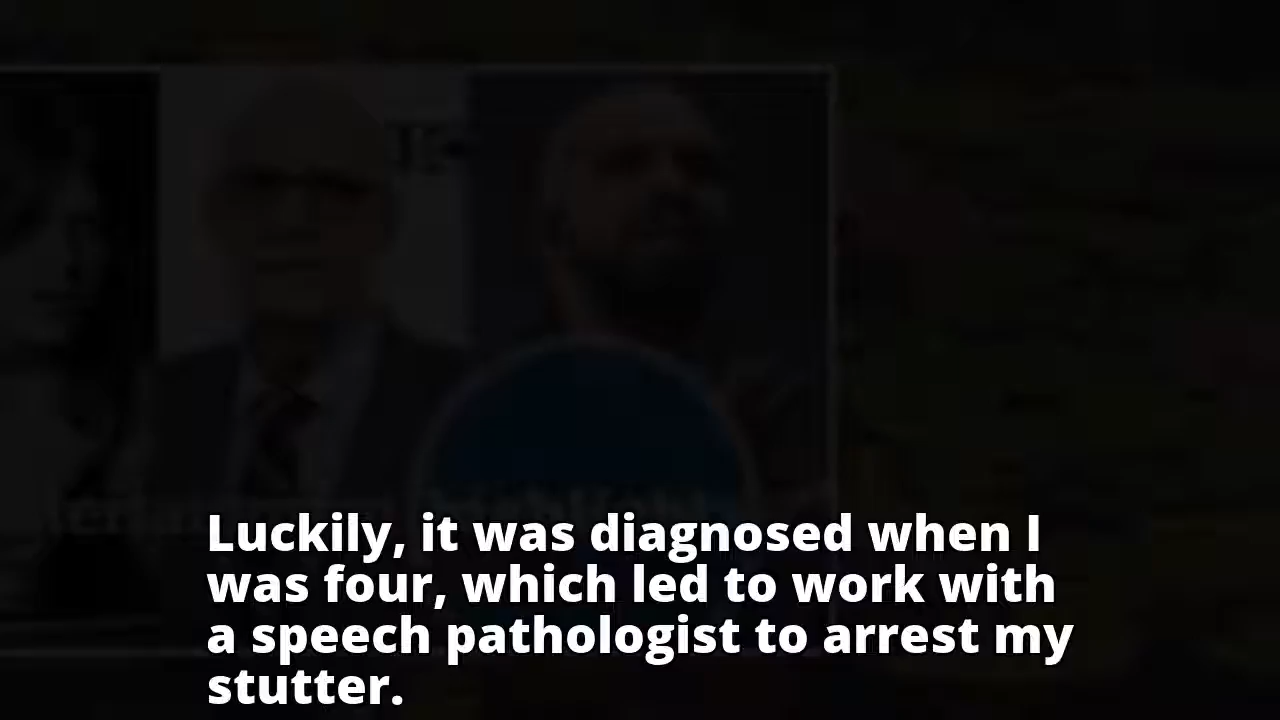 Luckily, it was diagnosed when I
was four, which led to work with
a speech pathologist to arrest my
stutter.